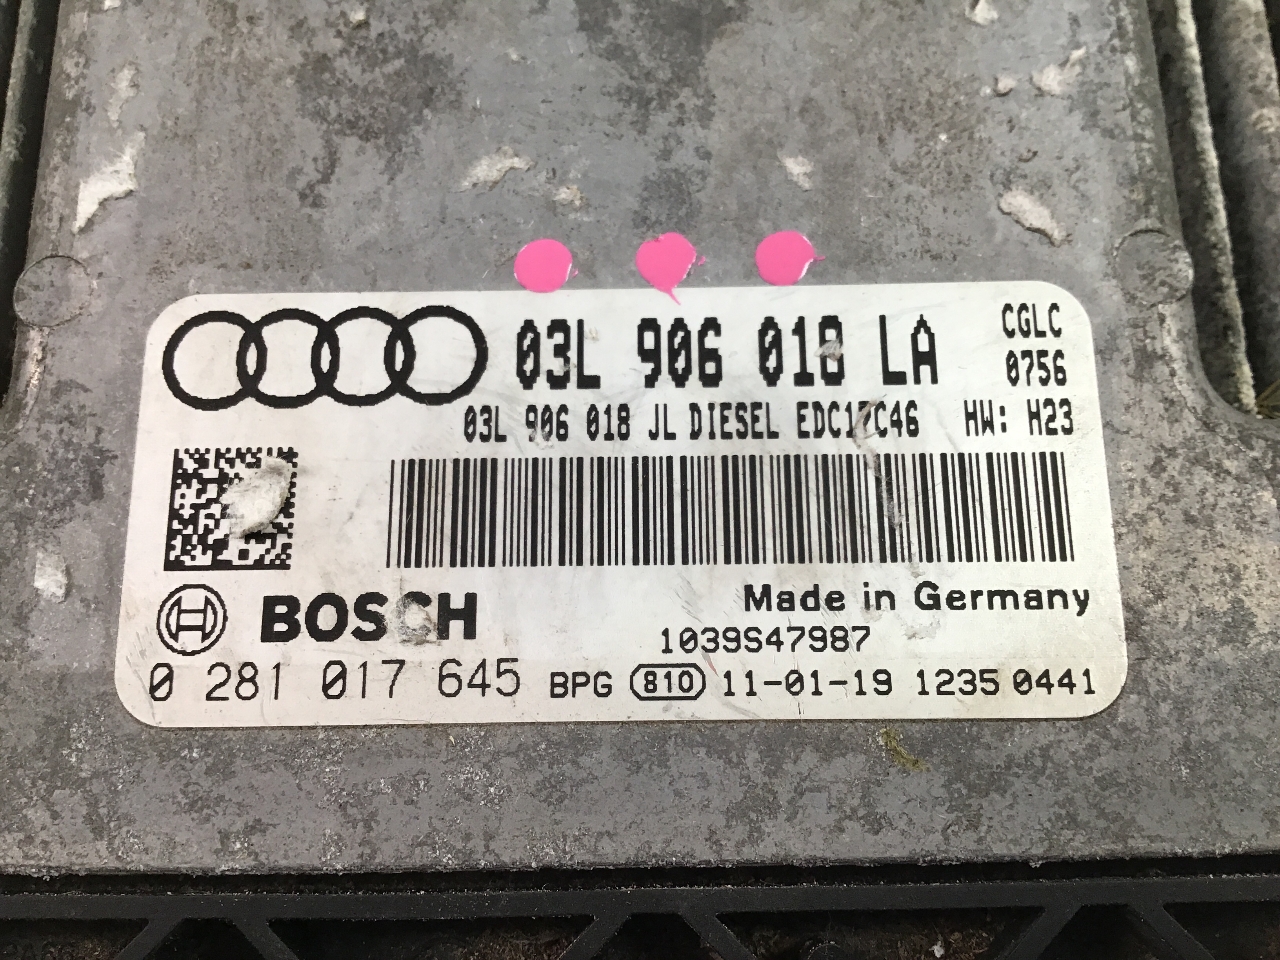 03L 906 018 LA CGLC
0756
03L 906 018 JL DIESEL EDC17C46 HW: H23
BOSCH
Made in Germany
1039S47987
0 281 017 645 BPG 810 11-01-19 1235 0441